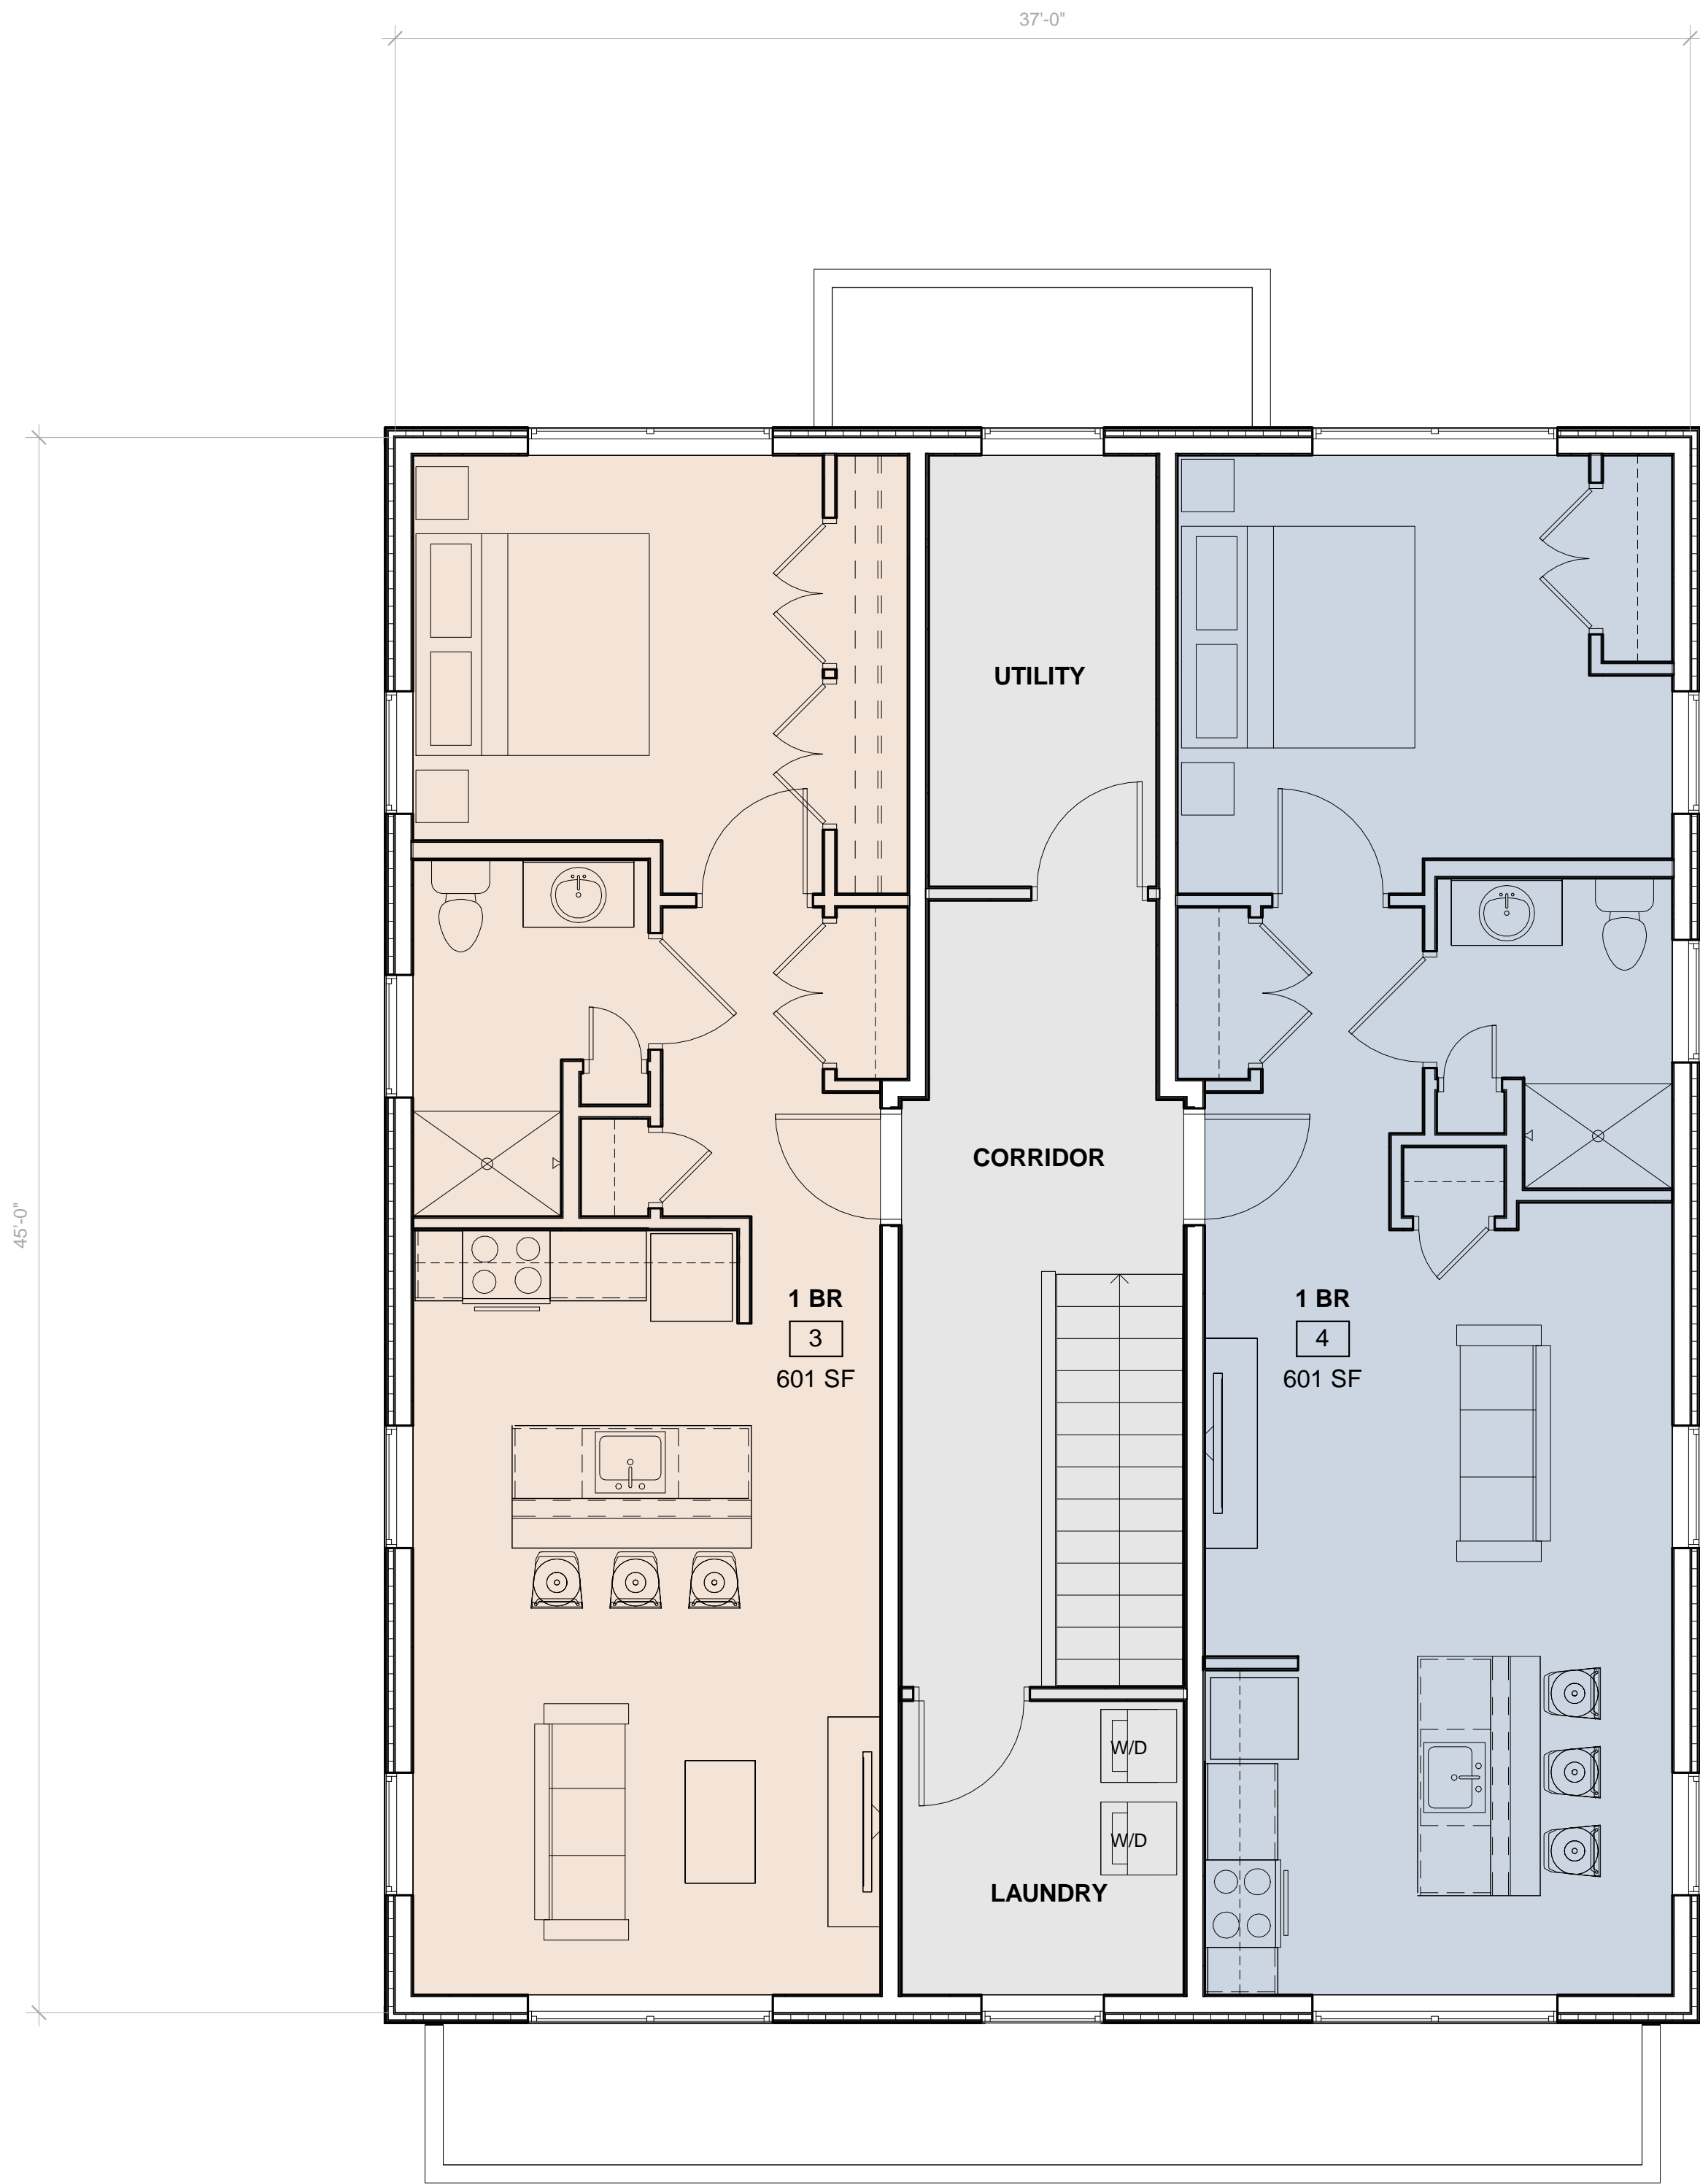 37'-0"
UTILITY
CORRIDOR
45'-0"
1 BR
3
601 SF
1 BR
4
601 SF
W/D
W/D
LAUNDRY